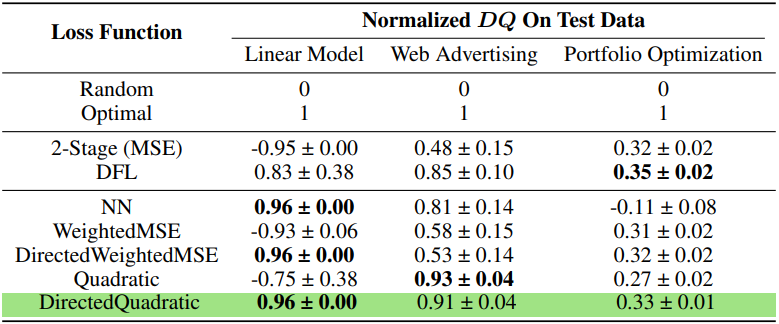 Loss Function Normalized DQ On Test Data
Linear Model Web Advertising Portfolio Optimization
Random 0 0 0
Optimal 1 1 1
2-Stage (MSE) -0.95 ± 0.00 0.48 ± 0.15 0.32 ± 0.02
DFL 0.83 ± 0.38 0.85 ± 0.10 0.35 ± 0.02
NN 0.96 ± 0.00 0.81 ± 0.14 -0.11 ± 0.08
WeightedMSE -0.93 ± 0.06 0.58 ± 0.15 0.31 ± 0.02
DirectedWeightedMSE 0.96 ± 0.00 0.53 ± 0.14 0.32 ± 0.02
Quadratic -0.75 ± 0.38 0.93 ± 0.04 0.27 ± 0.02
DirectedQuadratic 0.96 ± 0.00 0.91 ± 0.04 0.33 ± 0.01